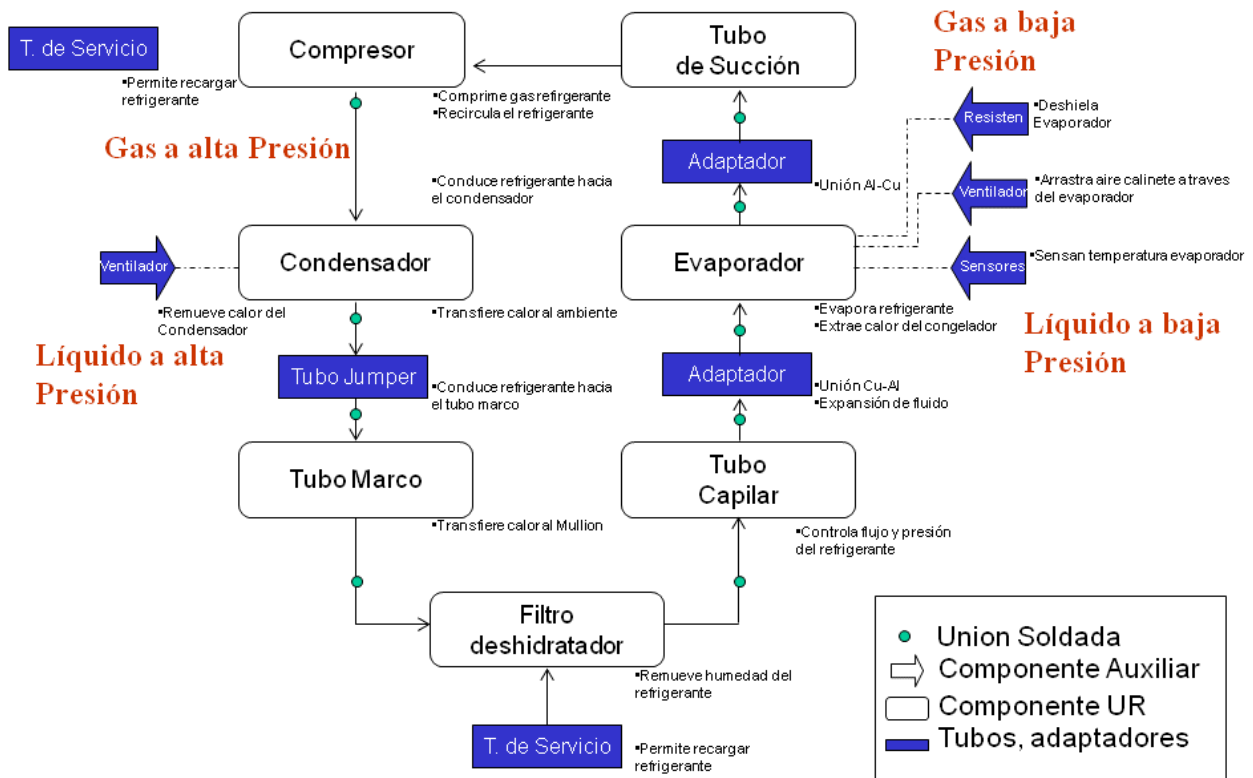 T. de Servicio
▪Permite recargar
refrigerante
Compresor
▪Comprime gas refirgerante
▪Recircula el refrigerante
Tubo
de Succión
Gas a baja
Presión
Resisten
▪Deshiela
Evaporador
Gas a alta Presión
Adaptador
▪Unión Al-Cu
▪Conduce refrigerante hacia
el condensador
Ventilador
▪Arrastra aire calinete a traves
del evaporador
Ventilador
▪Remueve calor del
Condensador
Condensador
▪Transfiere calor al ambiente
Evaporador
▪Evapora refrigerante
▪Extrae calor del congelador
Sensores
▪Sensan temperatura evaporador
Líquido a alta
Presión
Líquido a baja
Presión
Tubo Jumper
▪Conduce refrigerante hacia
el tubo marco
Adaptador
▪Unión Cu-Al
▪Expansión de fluido
Tubo Marco
▪Transfiere calor al Mullion
Tubo
Capilar
▪Controla flujo y presión
del refrigerante
Filtro
deshidratador
▪Remueve humedad del
refrigerante
T. de Servicio
▪Permite recargar
refrigerante
Union Soldada
Componente Auxiliar
Componente UR
Tubos, adaptadores